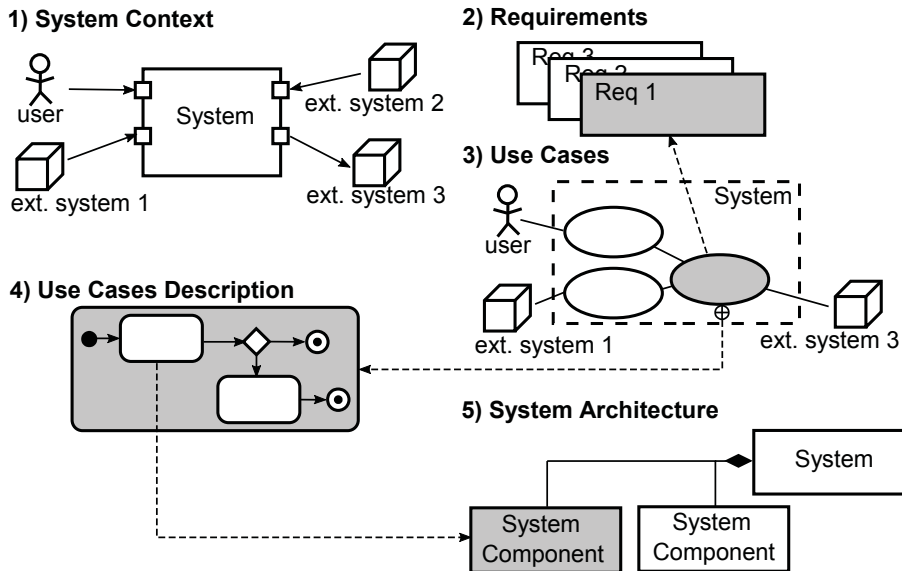 1) System Context
user
System
ext. system 2
ext. system 1
ext. system 3
2) Requirements
Req 3
Req 2
Req 1
3) Use Cases
System
user
ext. system 1
ext. system 3
4) Use Cases Description
5) System Architecture
System
System
Component
System
Component